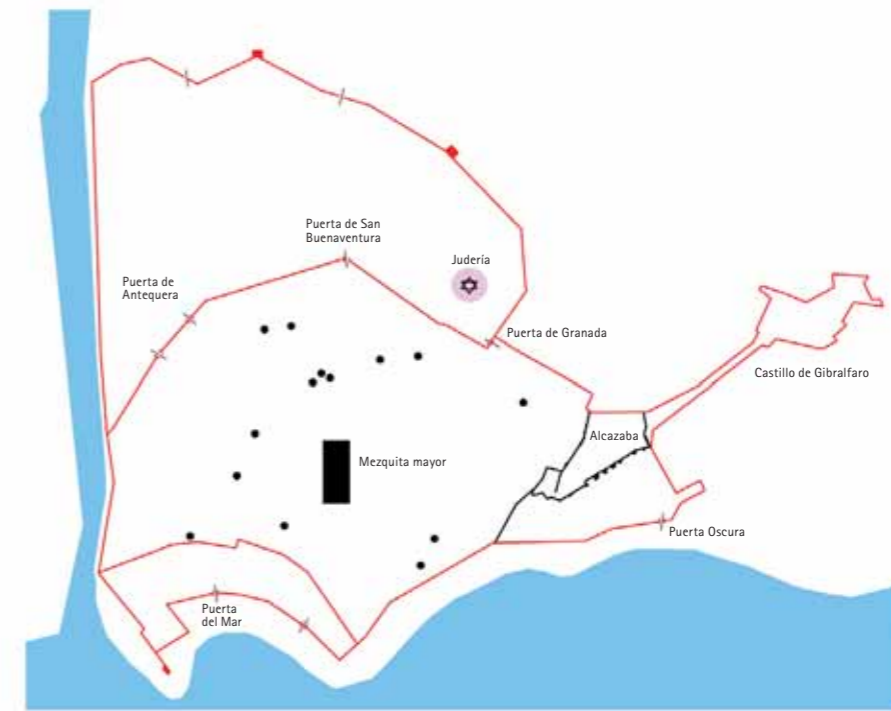 Puerta de San
Buenaventura
Judería
Puerta de
Antequera
Puerta de Granada
Castillo de Gibralfaro
Alcazaba
Mezquita mayor
Puerta Oscura
Puerta
del Mar